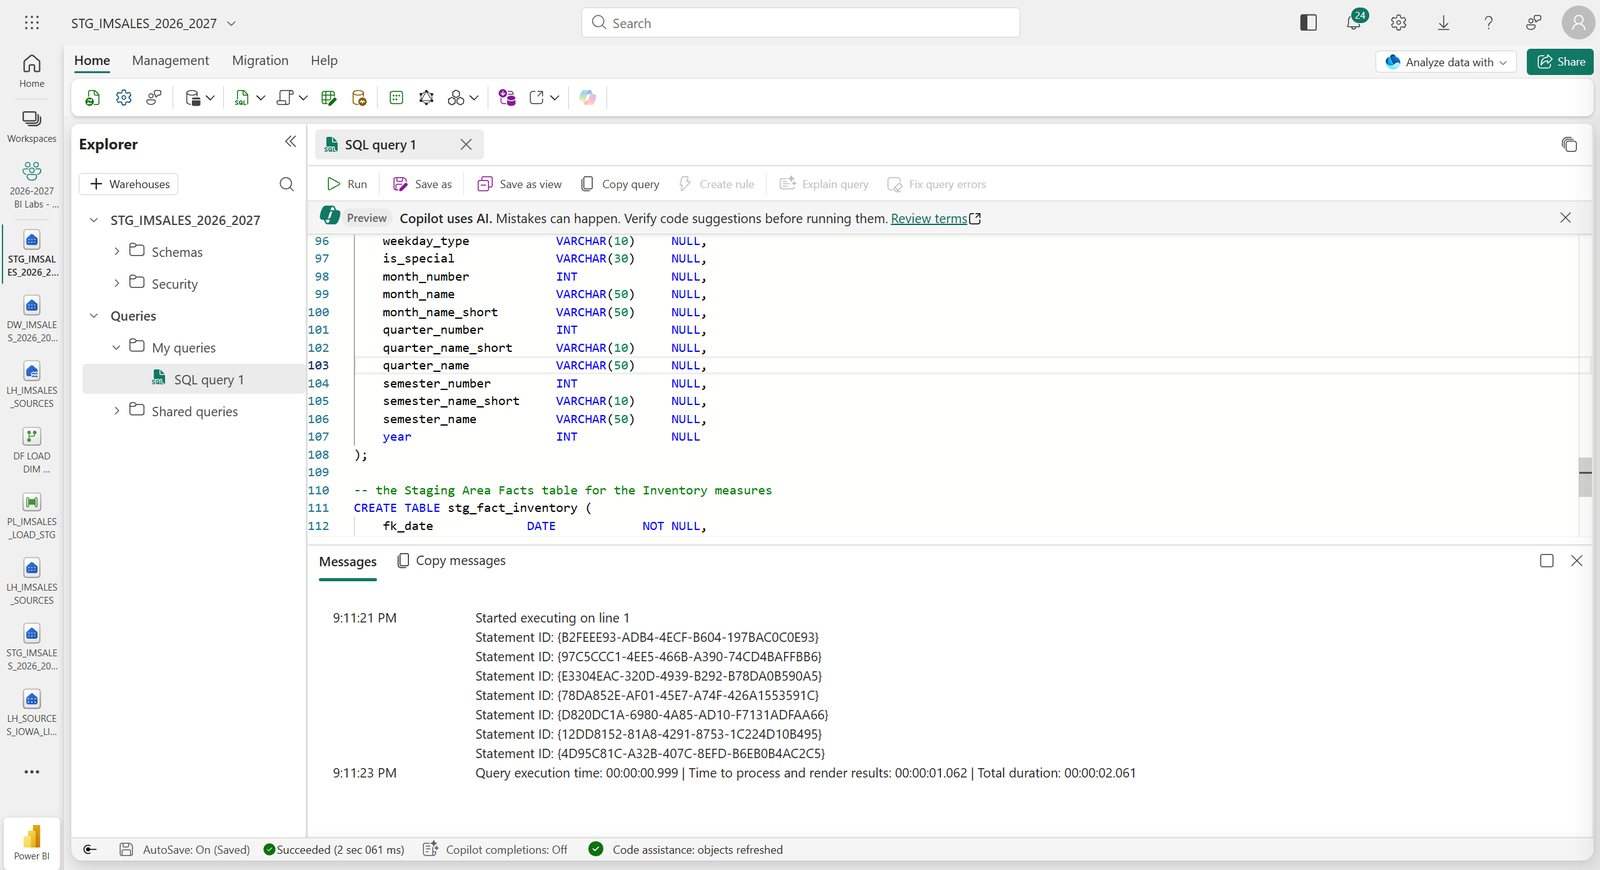 STG_IMSALES_2026_2027
Search
24
Home
Management
Migration
Help
Analyze data with
Share
Home
Workspaces
2026-2027
BI Labs - ...
STG_IMSAL
ES_2026_2...
DW_IMSALE
S_2026_20...
LH_IMSALES
_SOURCES
DF LOAD
DIM ...
PL_IMSALES
_LOAD_STG
LH_IMSALES
_SOURCES
STG_IMSALE
S_2026_20...
LH_SOURCE
S_IOWA_LI...
Power BI
Explorer
Warehouses
STG_IMSALES_2026_2027
Schemas
Security
Queries
My queries
SQL query 1
Shared queries
SQL query 1
Run
Save as
Save as view
Copy query
Create rule
Explain query
Fix query errors
Preview
Copilot uses AI. Mistakes can happen. Verify code suggestions before running them. Review terms
96 weekday_type VARCHAR(10) NULL,
97 is_special VARCHAR(30) NULL,
98 month_number INT NULL,
99 month_name VARCHAR(50) NULL,
100 month_name_short VARCHAR(50) NULL,
101 quarter_number INT NULL,
102 quarter_name_short VARCHAR(10) NULL,
103 quarter_name VARCHAR(50) NULL,
104 semester_number INT NULL,
105 semester_name_short VARCHAR(10) NULL,
106 semester_name VARCHAR(50) NULL,
107 year INT NULL
108 );
109
110 -- the Staging Area Facts table for the Inventory measures
111 CREATE TABLE stg_fact_inventory (
112 fk_date DATE NOT NULL,
Messages
Copy messages
9:11:21 PM Started executing on line 1
Statement ID: {B2FEEE93-ADB4-4ECF-B604-197BAC0C0E93}
Statement ID: {97C5CCC1-4EE5-466B-A390-74CD4BAFFBB6}
Statement ID: {E3304EAC-320D-4939-B292-B78DA0B590A5}
Statement ID: {78DA852E-AF01-45E7-A74F-426A1553591C}
Statement ID: {D820DC1A-6980-4A85-AD10-F7131ADFAA66}
Statement ID: {12DD8152-81A8-4291-8753-1C224D10B495}
Statement ID: {4D95C81C-A32B-407C-8EFD-B6EB0B4AC2C5}
9:11:23 PM Query execution time: 00:00:00.999 | Time to process and render results: 00:00:01.062 | Total duration: 00:00:02.061
AutoSave: On (Saved)
Succeeded (2 sec 061 ms)
Copilot completions: Off
Code assistance: objects refreshed